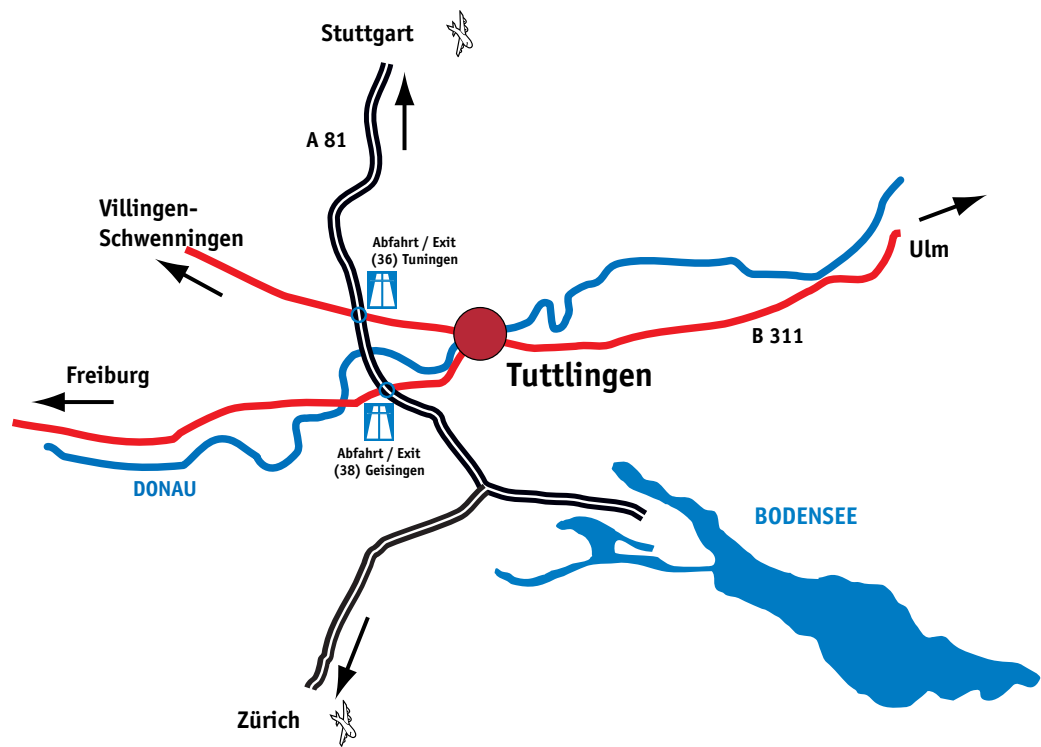 Stuttgart
A 81
Villingen-
Schwenningen
Abfahrt / Exit
(36) Tuningen
Ulm
B 311
Tuttlingen
Freiburg
Abfahrt / Exit
(38) Geisingen
DONAU
BODENSEE
Zürich